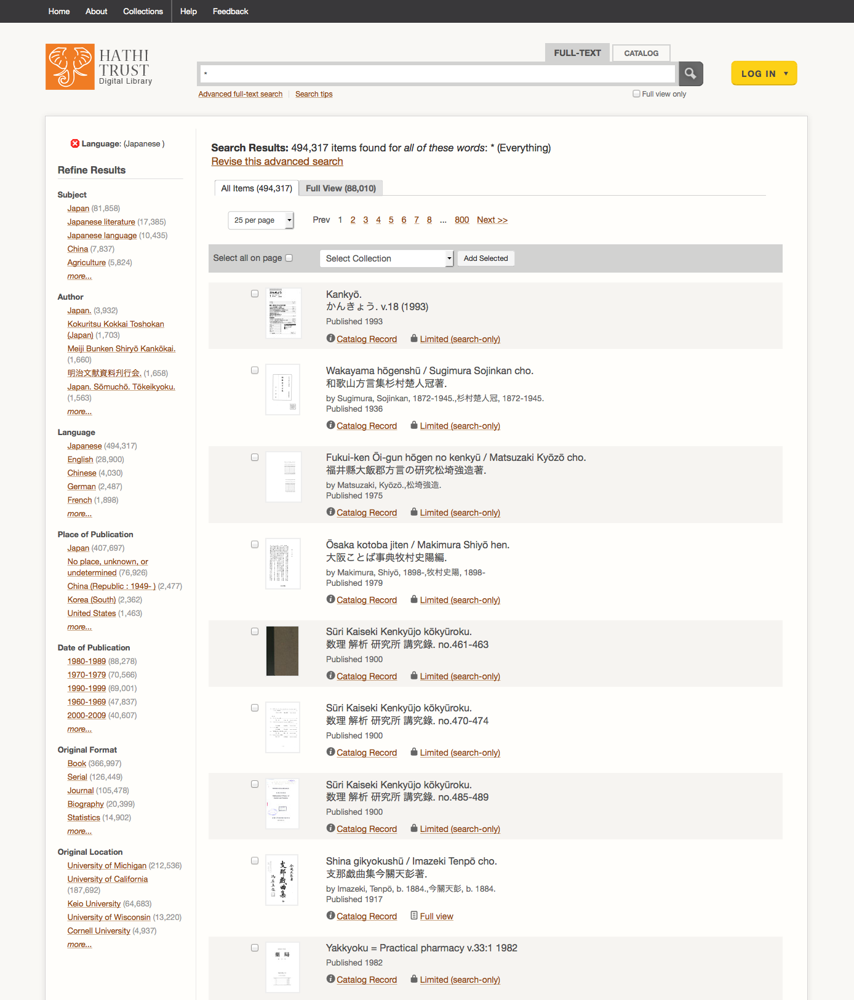 Home About Collections Help Feedback
HATHI
TRUST
Digital Library
FULL-TEXT CATALOG
*
LOG IN ▼
Advanced full-text search Search tips
Full view only
Language: (Japanese )
Refine Results
Subject
Japan (81,858)
Japanese literature (17,385)
Japanese language (10,435)
China (7,837)
Agriculture (5,824)
more...
Author
Japan. (3,932)
Kokuritsu Kokkai Toshokan
(Japan) (1,703)
Meiji Bunken Shiryō Kankōkai.
(1,660)
明治文献資料刋行会. (1,658)
Japan. Sōmuchō. Tōkeikyoku.
(1,563)
more...
Language
Japanese (494,317)
English (28,900)
Chinese (4,030)
German (2,487)
French (1,898)
more...
Place of Publication
Japan (407,697)
No place, unknown, or
undetermined (76,926)
China (Republic : 1949- ) (2,477)
Korea (South) (2,362)
United States (1,463)
more...
Date of Publication
1980-1989 (88,278)
1970-1979 (70,566)
1990-1999 (69,001)
1960-1969 (47,837)
2000-2009 (40,607)
more...
Original Format
Book (366,997)
Serial (126,449)
Journal (105,478)
Biography (20,399)
Statistics (14,902)
more...
Original Location
University of Michigan (212,536)
University of California
(187,692)
Keio University (64,683)
University of Wisconsin (13,220)
Cornell University (4,937)
more...
Search Results: 494,317 items found for all of these words: * (Everything)
Revise this advanced search
All Items (494,317) Full View (88,010)
25 per page Prev 1 2 3 4 5 6 7 8 ... 800 Next >>
Select all on page Select Collection Add Selected
かんきょう
Kankyō.
かんきょう. v.18 (1993)
Published 1993
Catalog Record Limited (search-only)
Wakayama hōgenshū / Sugimura Sojinkan cho.
和歌山方言集杉村楚人冠著.
by Sugimura, Sojinkan, 1872-1945.,杉村楚人冠, 1872-1945.
Published 1936
Catalog Record Limited (search-only)
Fukui-ken Ōi-gun hōgen no kenkyū / Matsuzaki Kyōzō cho.
福井縣大飯郡方言の研究松埼強造著.
by Matsuzaki, Kyōzō.,松埼強造.
Published 1975
Catalog Record Limited (search-only)
Ōsaka kotoba jiten / Makimura Shiyō hen.
大阪ことば事典牧村史陽編.
by Makimura, Shiyō, 1898-,牧村史陽, 1898-
Published 1979
Catalog Record Limited (search-only)
Sūri Kaiseki Kenkyūjo kōkyūroku.
数理 解析 研究所 講究錄. no.461-463
Published 1900
Catalog Record Limited (search-only)
Sūri Kaiseki Kenkyūjo kōkyūroku.
数理 解析 研究所 講究錄. no.470-474
Published 1900
Catalog Record Limited (search-only)
Sūri Kaiseki Kenkyūjo kōkyūroku.
数理 解析 研究所 講究錄. no.485-489
Published 1900
Catalog Record Limited (search-only)
支那戲曲集
Shina gikyokushū / Imazeki Tenpō cho.
支那戯曲集今關天彭著.
by Imazeki, Tenpō, b. 1884.,今關天彭, b. 1884.
Published 1917
Catalog Record Full view
薬局
Yakkyoku = Practical pharmacy v.33:1 1982
Published 1982
Catalog Record Limited (search-only)